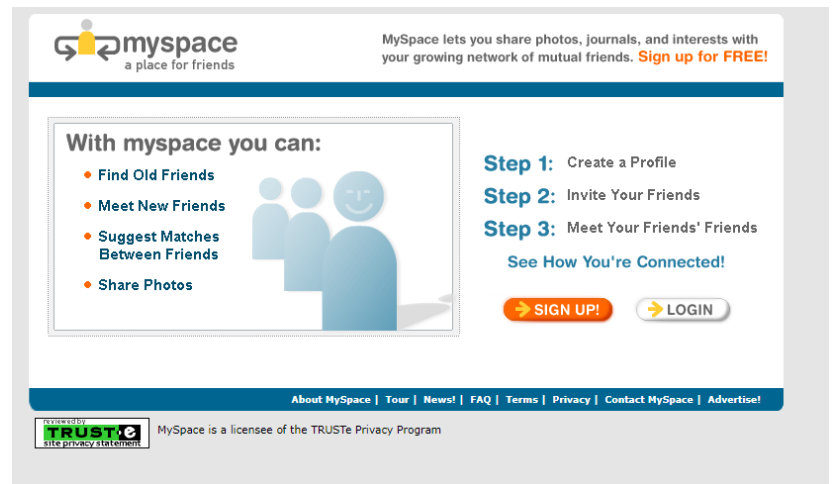 myspace
a place for friends
MySpace lets you share photos, journals, and interests with
your growing network of mutual friends. Sign up for FREE!
With myspace you can:
Find Old Friends
Meet New Friends
Suggest Matches
Between Friends
Share Photos
Step 1: Create a Profile
Step 2: Invite Your Friends
Step 3: Meet Your Friends' Friends
See How You're Connected!
SIGN UP!
LOGIN
About MySpace | Tour | News! | FAQ | Terms | Privacy | Contact MySpace | Advertise!
reviewed by
TRUSTe
site privacy statement
MySpace is a licensee of the TRUSTe Privacy Program